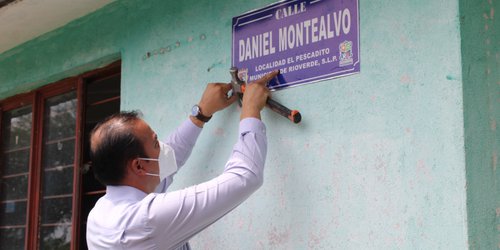 CALLE
DANIEL MONTEALVO
LOCALIDAD EL PESCADITO
MUNICIPIO DE RIOVERDE, S.L.P.